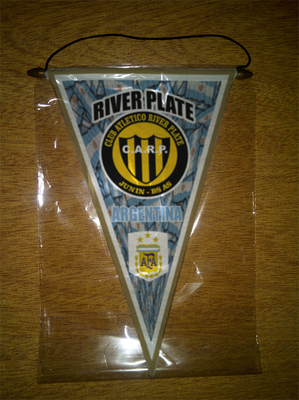 RIVER PLATE
CLUB ATLETICO RIVER PLATE
C.A.R.P.
JUNIN - BS AS
ARGENTINA
AFA